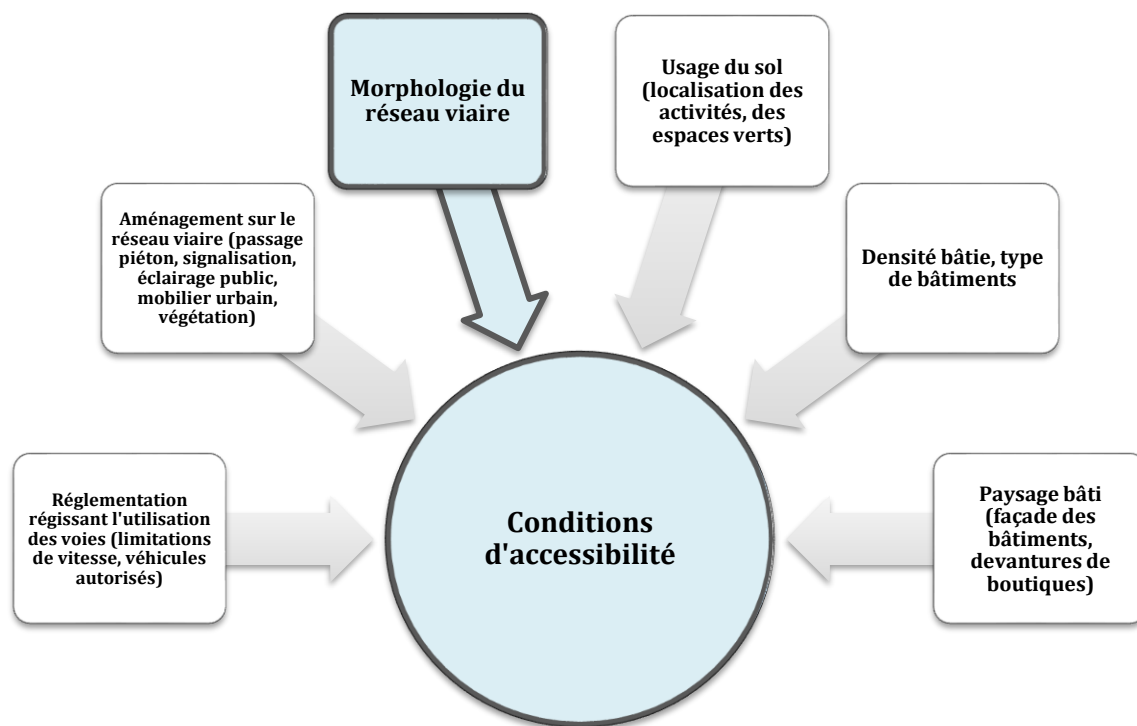 Morphologie du
réseau viaire
Usage du sol
(localisation des
activités, des
espaces verts)
Aménagement sur le
réseau viaire (passage
piéton, signalisation,
éclairage public,
mobilier urbain,
végétation)
Densité bâtie, type
de bâtiments
Réglementation
régissant l'utilisation
des voies (limitations
de vitesse, véhicules
autorisés)
Conditions
d'accessibilité
Paysage bâti
(façade des
bâtiments,
devantures de
boutiques)